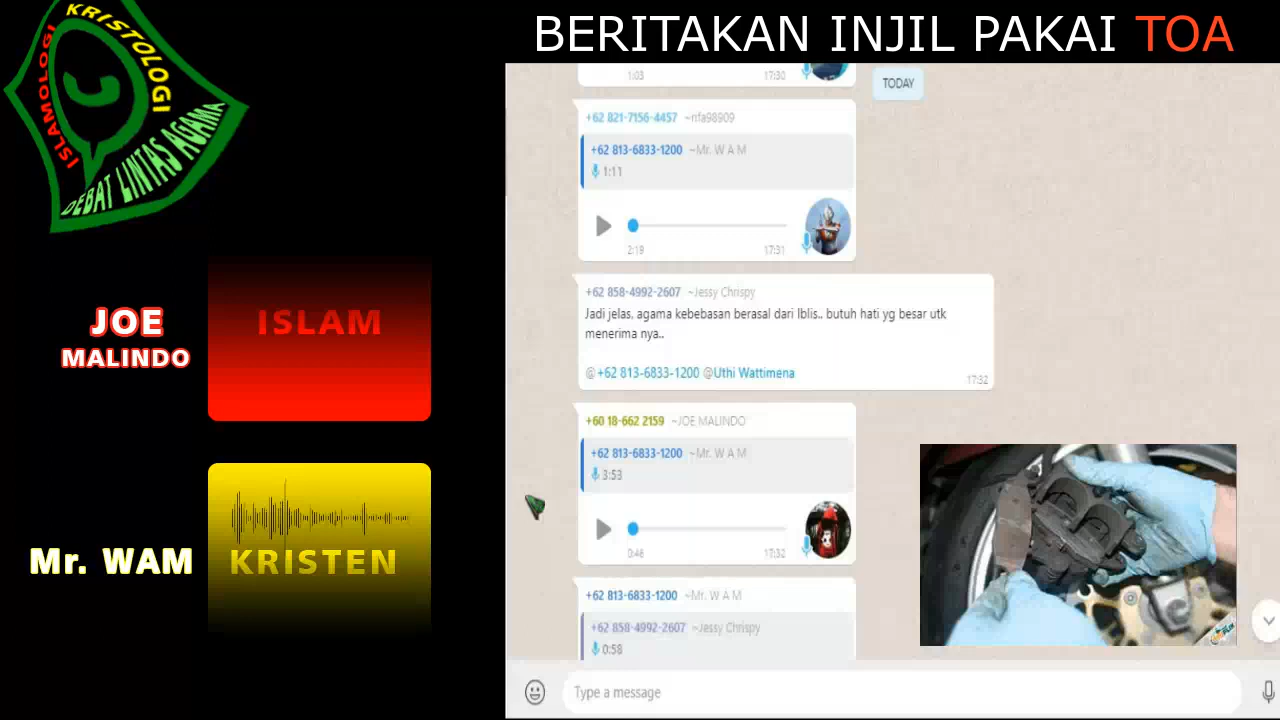 BERITAKAN INJIL PAKAI TOA
KRISTOLOGI
ISLAMOLOGI
DEBAT LINTAS AGAMA
JOE
MALINDO
ISLAM
Mr. WAM
KRISTEN
1:03 17:30
TODAY
+62 821-7156-4457 ~rifa98909
+62 813-6833-1200 ~Mr. W A M
1:11
2:19 17:31
+62 858-4992-2607 ~Jessy Chrispy
Jadi jelas, agama kebebasan berasal dari Iblis.. butuh hati yg besar utk
menerima nya..
@+62 813-6833-1200 @Uthi Wattimena
17:32
+60 18-662 2159 ~JOE MALINDO
+62 813-6833-1200 ~Mr. W A M
3:53
0:46 17:32
+62 813-6833-1200 ~Mr. W A M
+62 858-4992-2607 ~Jessy Chrispy
0:58
Type a message